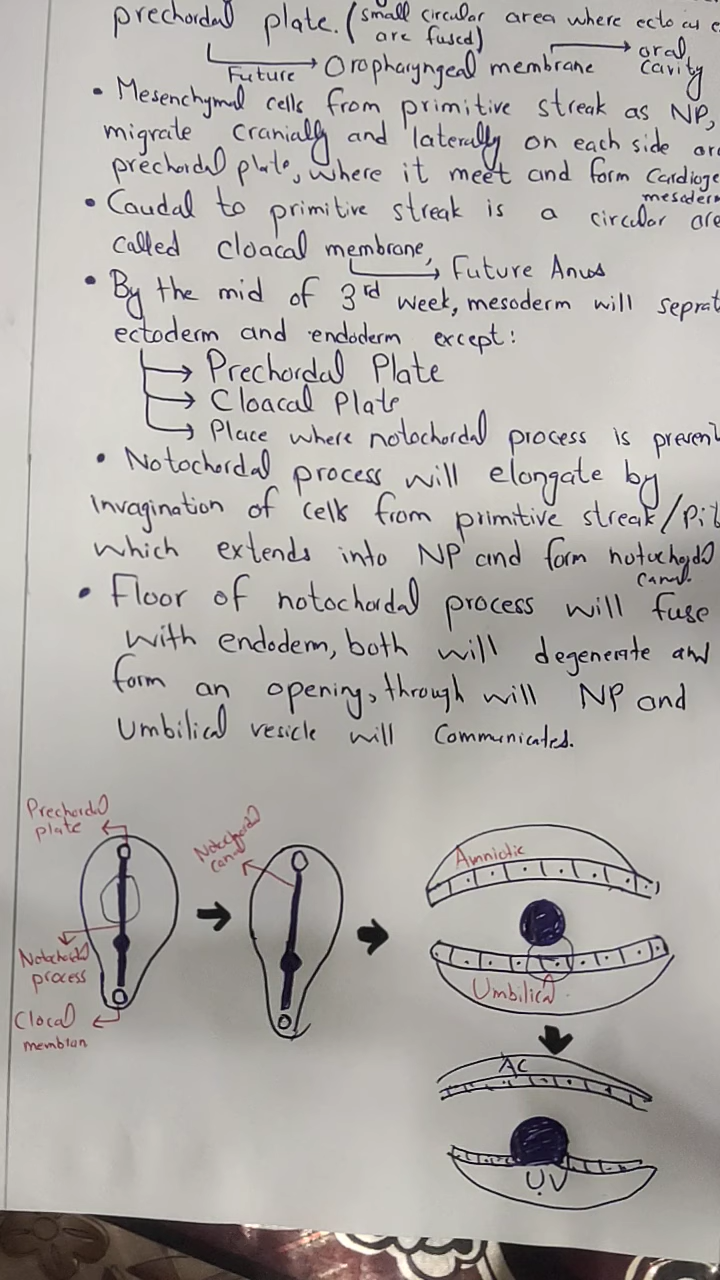 prechordal plate. (small circular area where ecto
are fused)
Future Oropharyngeal membrane oral cavity
• Mesenchymal cells from primitive streak as NP,
migrate cranially and laterally on each side
prechordal plate, where it meet and form Cardioge
mesoderm
• Caudal to primitive streak is a circular are
called cloacal membrane,
Future Anus
• By the mid of 3rd week, mesoderm will seprat
ectoderm and endoderm except:
→ Prechordal Plate
→ Cloacal Plate
→ Place where notochordal process is present
• Notochordal process will elongate by
invagination of cells from primitive streak/Pit
which extends into NP and form notochordal
canal.
• Floor of notochordal process will fuse
with endoderm, both will degenerate and
form an opening, through will NP and
Umbilical vesicle will communicated.
Prechordal
plate
Notochordal
canal
Amniotic
Notochordal
process
Umbilical
Clocal
membran
AC
UV